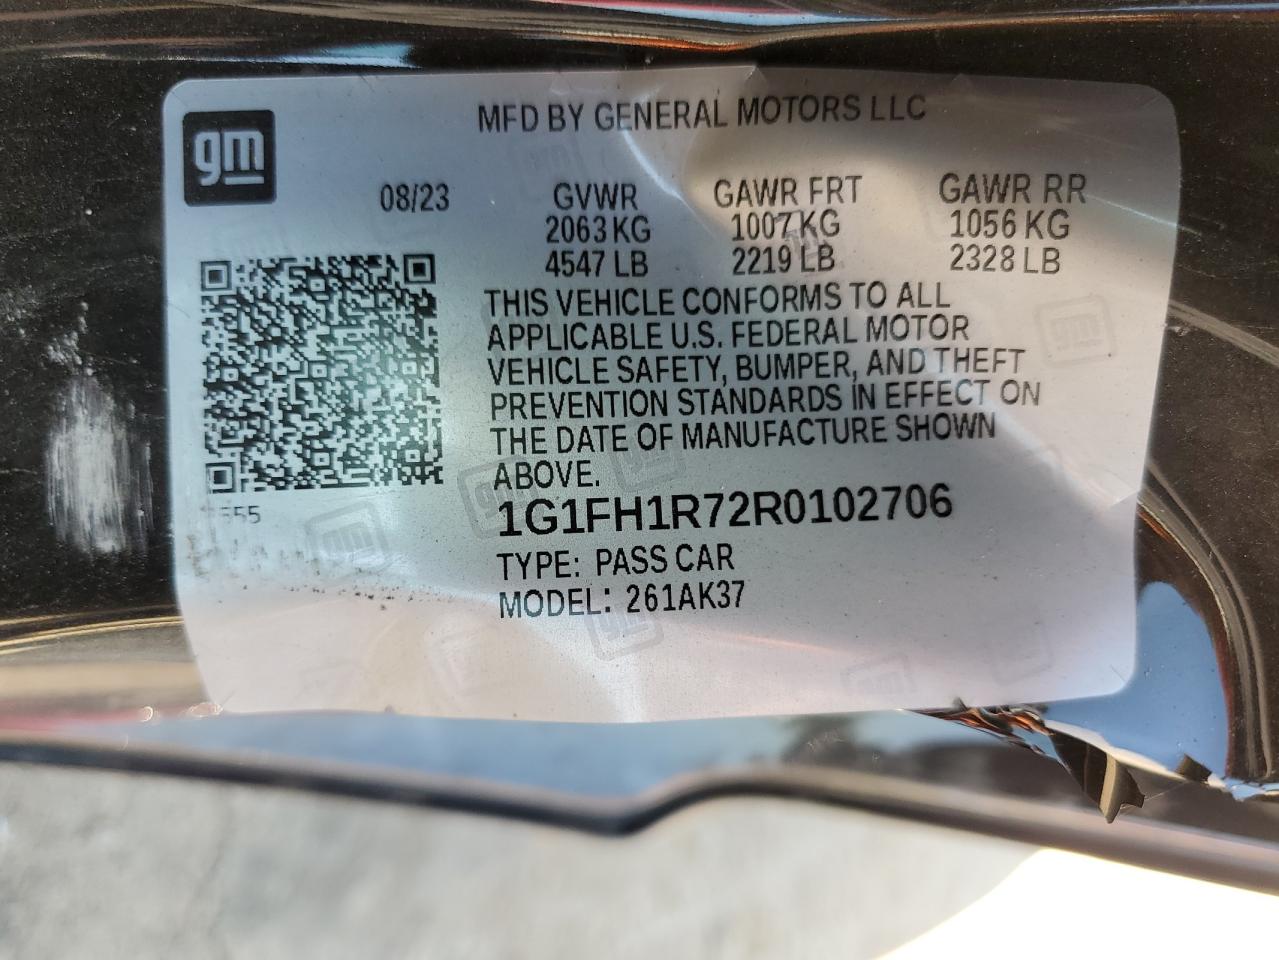 gm
MFD BY GENERAL MOTORS LLC
08/23 GVWR GAWR FRT GAWR RR
2063 KG 1007 KG 1056 KG
4547 LB 2219 LB 2328 LB
THIS VEHICLE CONFORMS TO ALL
APPLICABLE U.S. FEDERAL MOTOR
VEHICLE SAFETY, BUMPER, AND THEFT
PREVENTION STANDARDS IN EFFECT ON
THE DATE OF MANUFACTURE SHOWN
ABOVE.
1G1FH1R72R0102706
TYPE: PASS CAR
MODEL: 261AK37